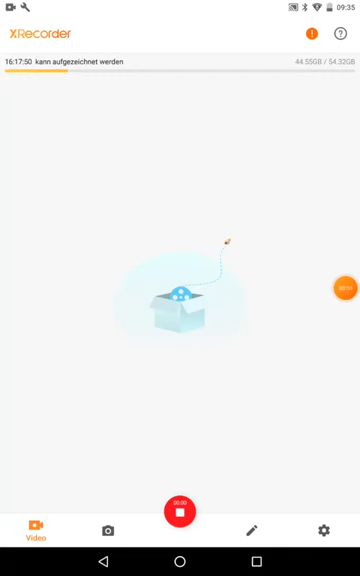 09:35
XRecorder
16:17:50 kann aufgezeichnet werden
44.55GB / 54.32GB
00:00
Video